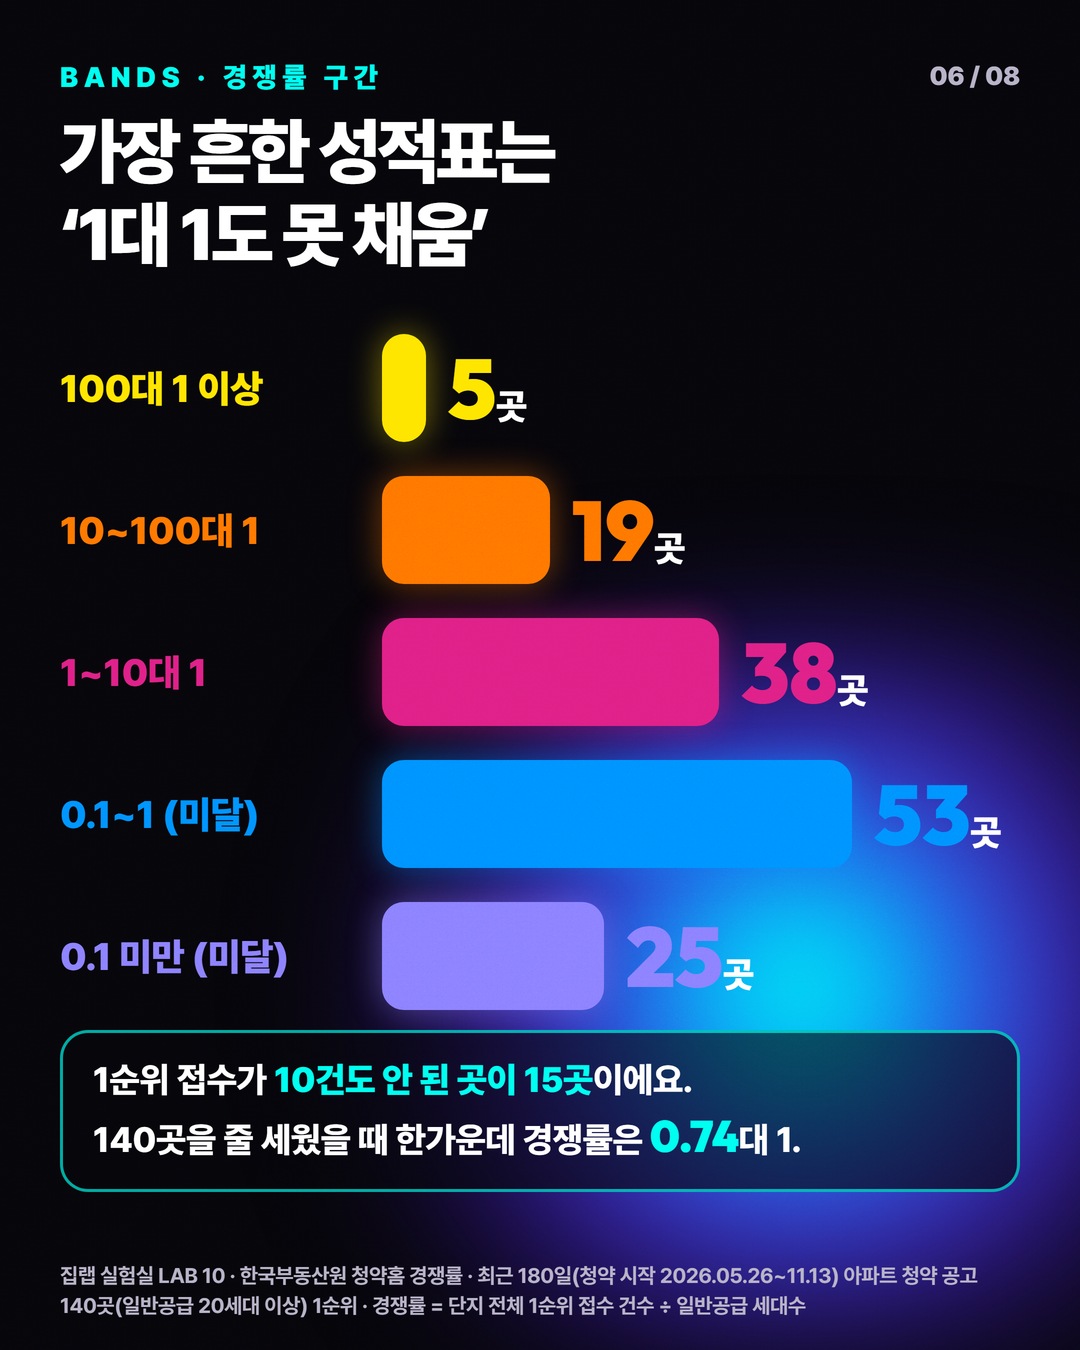 BANDS · 경쟁률 구간
06 / 08
가장 흔한 성적표는
‘1대 1도 못 채움’
100대 1 이상
5곳
10~100대 1
19곳
1~10대 1
38곳
0.1~1 (미달)
53곳
0.1 미만 (미달)
25곳
1순위 접수가 10건도 안 된 곳이 15곳이에요.
140곳을 줄 세웠을 때 한가운데 경쟁률은 0.74대 1.
집랩 실험실 LAB 10 · 한국부동산원 청약홈 경쟁률 · 최근 180일(청약 시작 2026.05.26~11.13) 아파트 청약 공고
140곳(일반공급 20세대 이상) 1순위 · 경쟁률 = 단지 전체 1순위 접수 건수 ÷ 일반공급 세대수